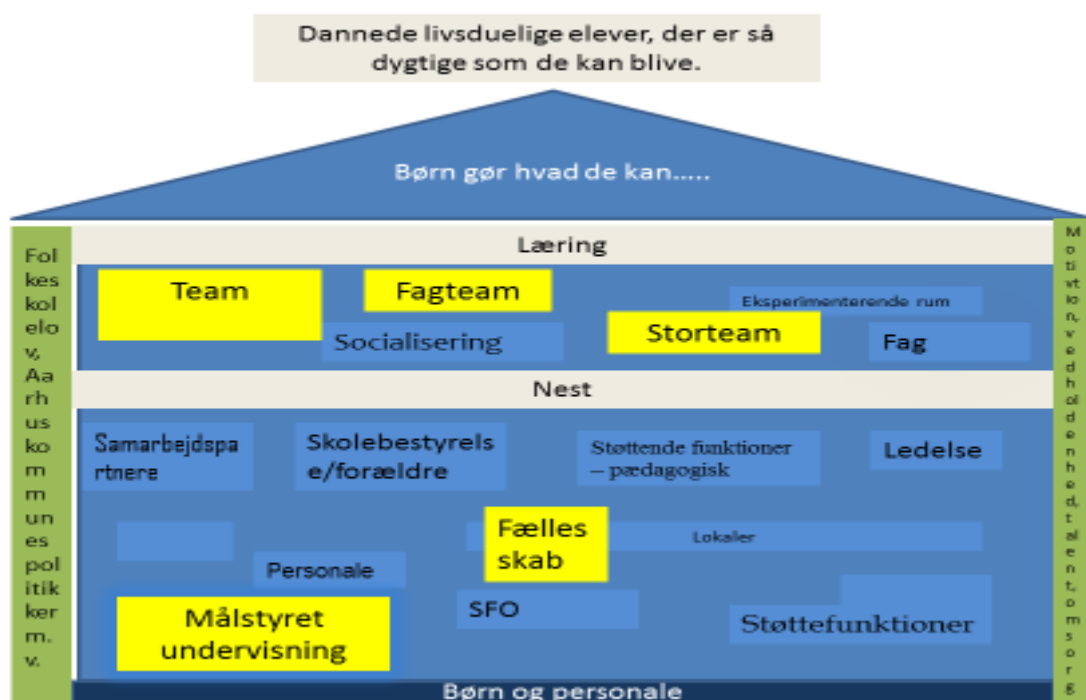 Dannede livsduelige elever, der er så
dygtige som de kan blive.
Børn gør hvad de kan.....
Læring
Fol
kes
kol
elo
v,
Aa
rh
us
ko
m
m
un
es
pol
itik
ker
m.
v.
Team
Fagteam
Eksperimenterende rum
Socialisering
Storteam
Fag
Nest
Samarbejdspa
rtnere
Skolebestyrels
e/forældre
Støttende funktioner
– pædagogisk
Ledelse
Fælles
skab
Lokaler
Personale
Målstyret
undervisning
SFO
Støttefunktioner
Børn og personale
M
o
ti
vt
io
n,
v
e
d
h
ol
d
e
n
h
e
d,
t
al
e
n
t,
o
m
s
o
r
g